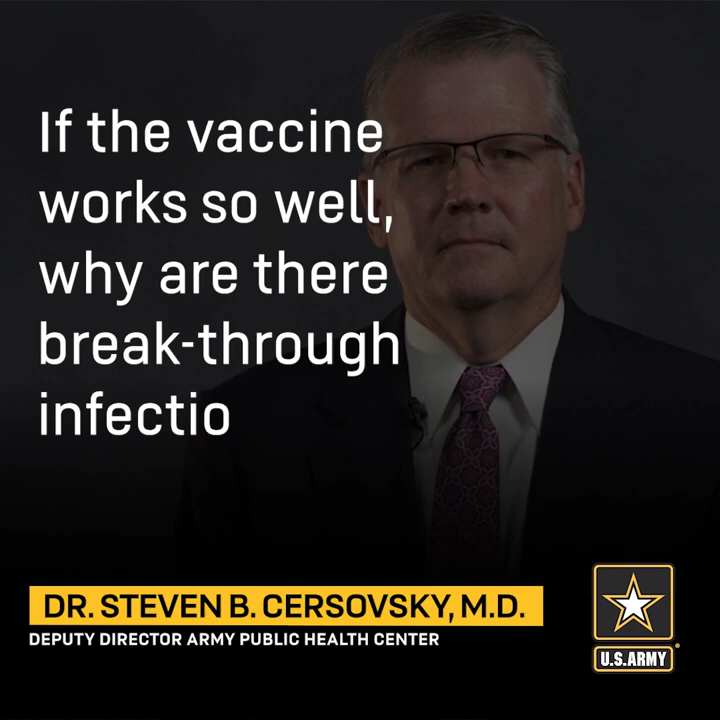 If the vaccine
works so well,
why are there
break-through
infectio
DR. STEVEN B. CERSOVSKY, M.D.
DEPUTY DIRECTOR ARMY PUBLIC HEALTH CENTER
U.S.ARMY